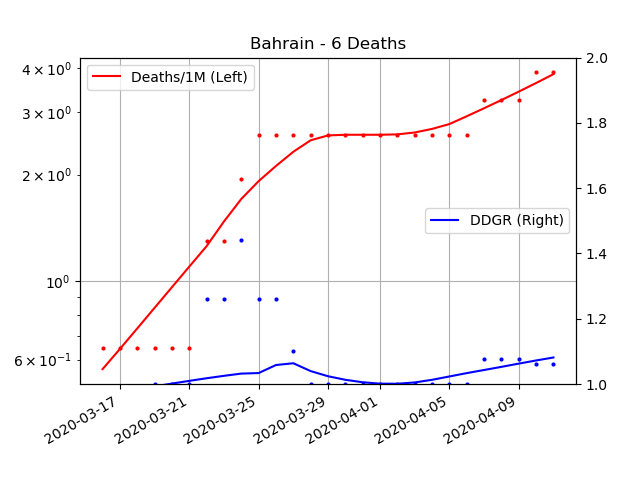 Bahrain - 6 Deaths
Deaths/1M (Left)
DDGR (Right)
4 × 10⁰
3 × 10⁰
2 × 10⁰
10⁰
6 × 10⁻¹
2.0
1.8
1.6
1.4
1.2
1.0
2020-03-17
2020-03-21
2020-03-25
2020-03-29
2020-04-01
2020-04-05
2020-04-09